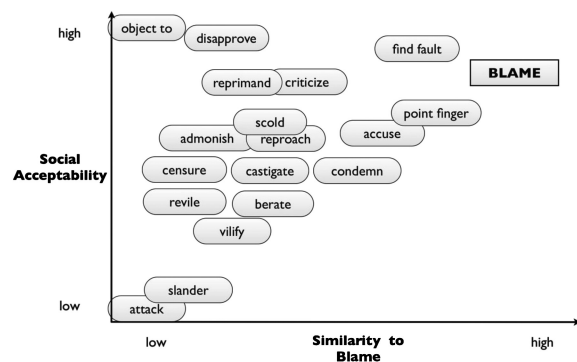 high
object to
disapprove
find fault
BLAME
reprimand
criticize
point finger
scold
accuse
admonish
reproach
Social
Acceptability
censure
castigate
condemn
revile
berate
vilify
slander
low
attack
low
Similarity to
Blame
high